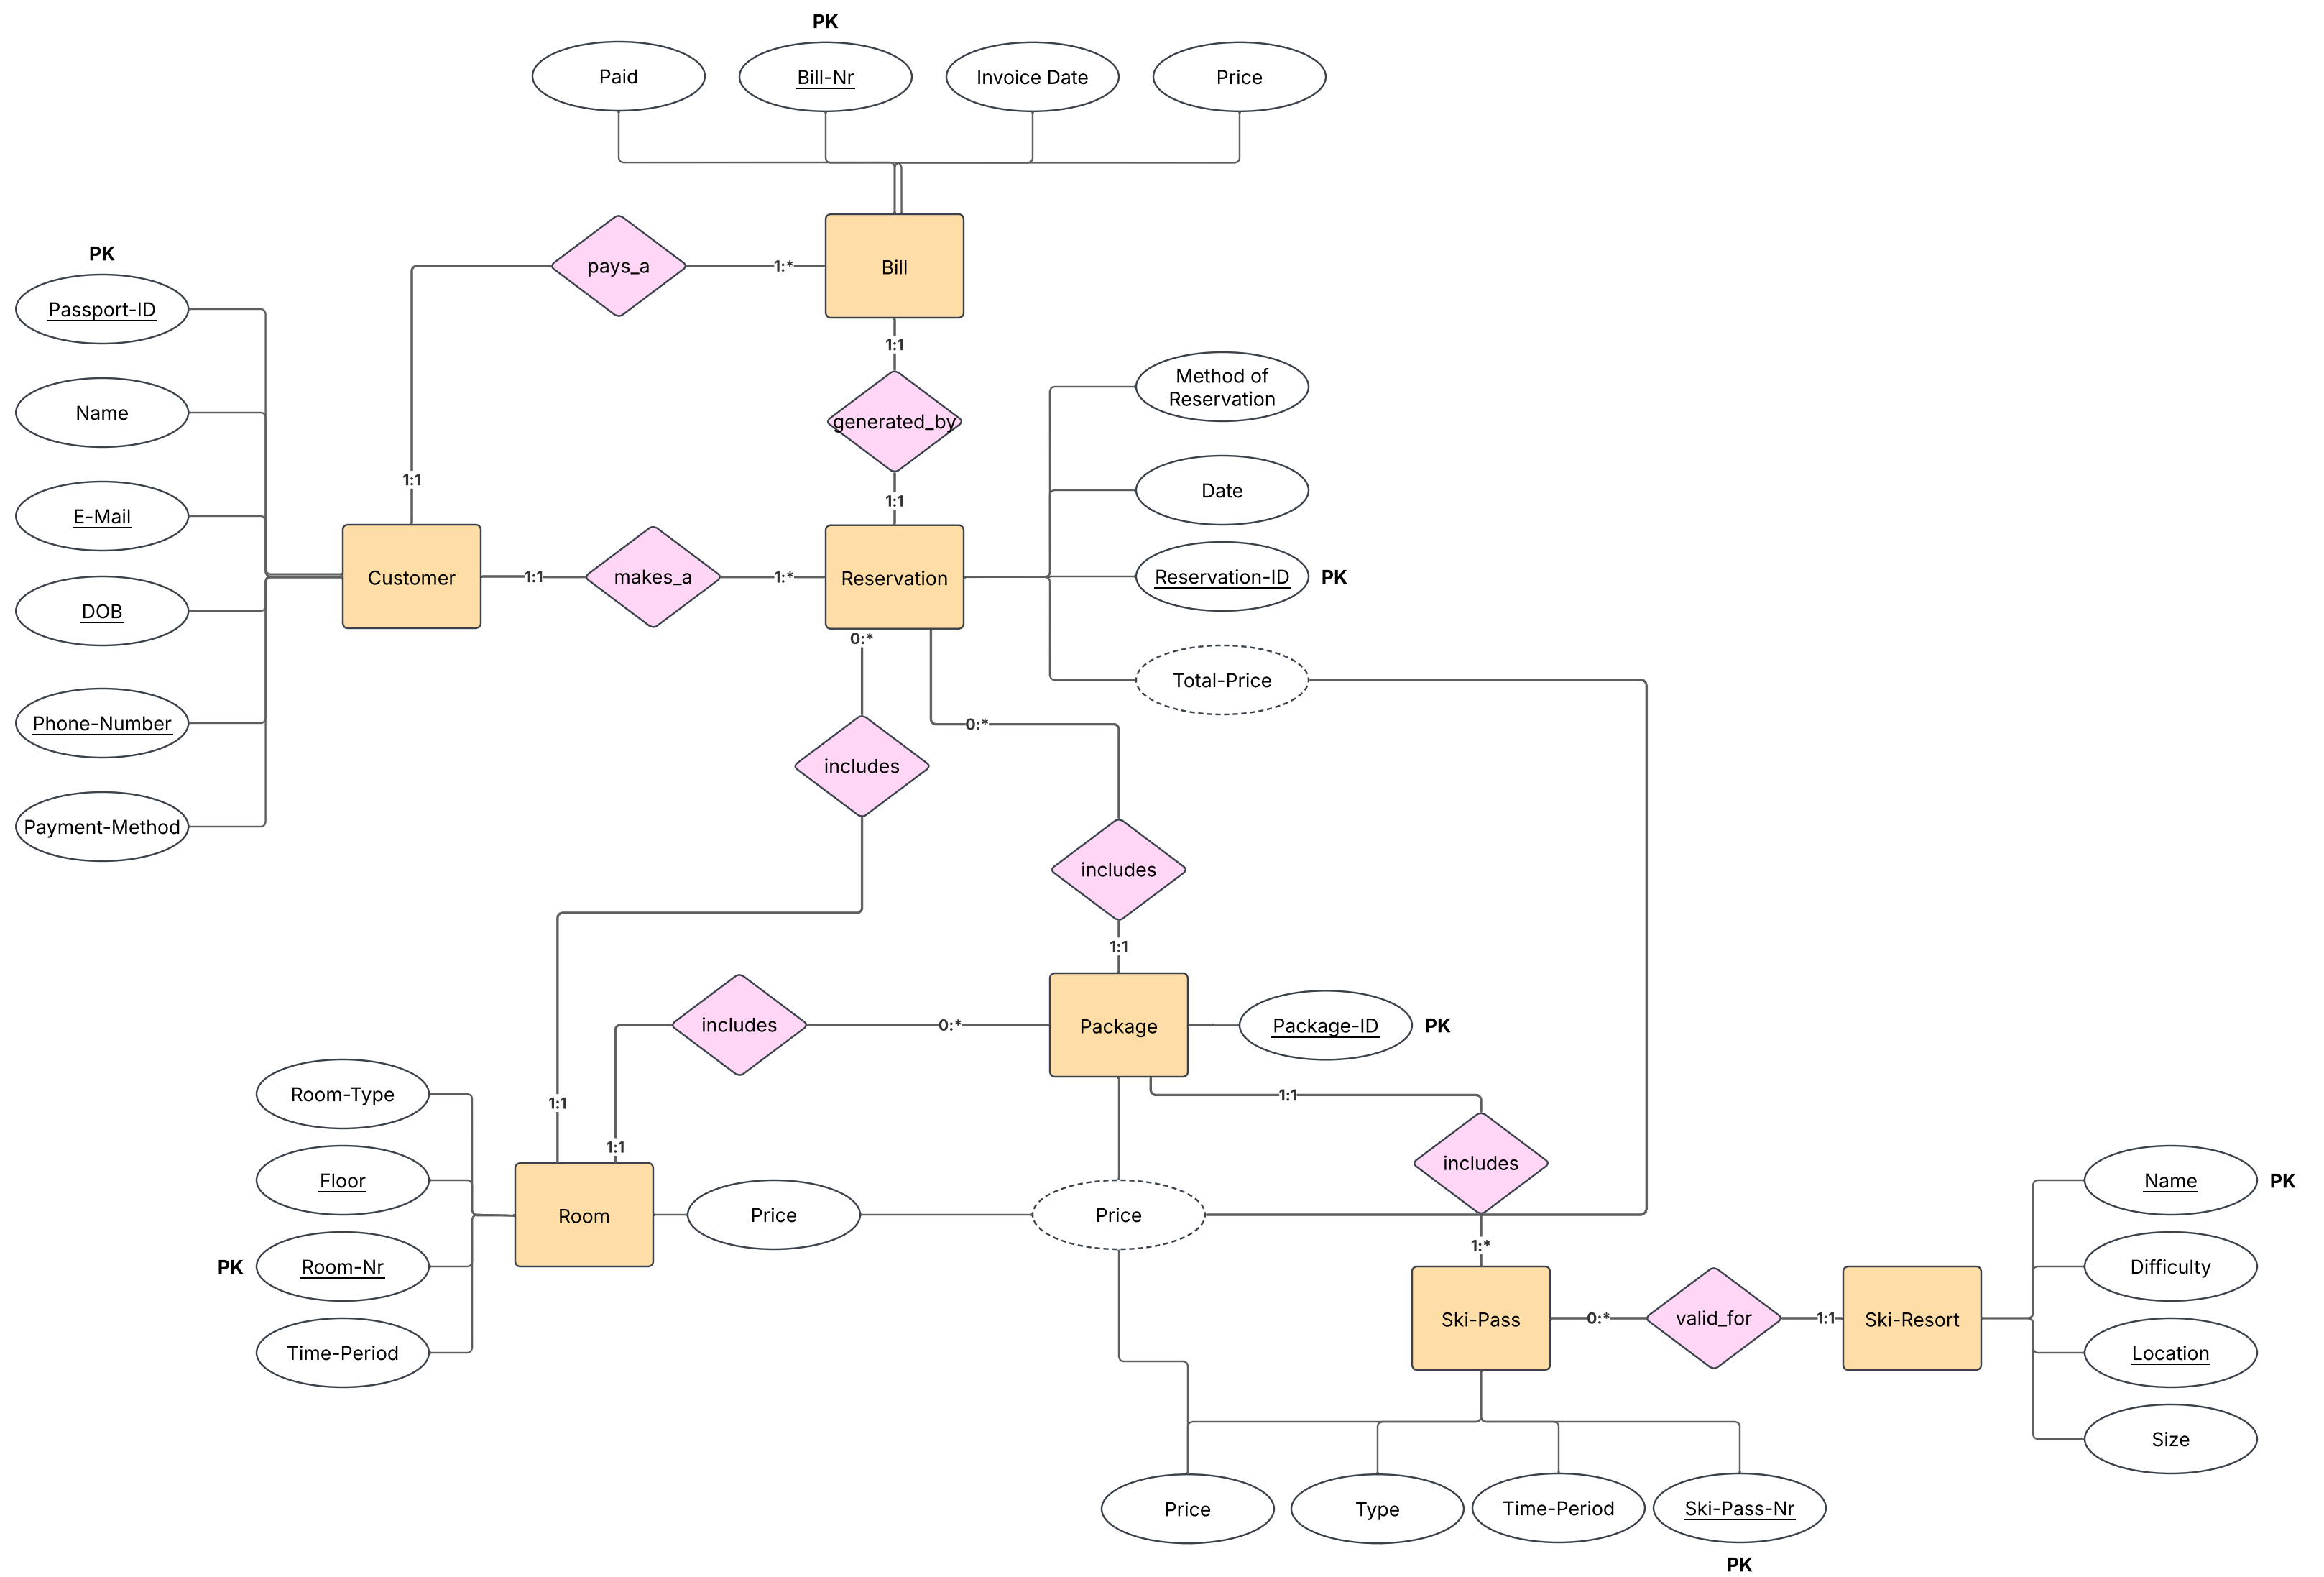 PK
Paid
Bill-Nr
Invoice Date
Price
pays_a
1:*
Bill
PK
Passport-ID
1:1
Name
Method of
Reservation
generated_by
1:1
Date
1:1
E-Mail
Customer
1:1
makes_a
1:*
Reservation
Reservation-ID
PK
DOB
0:*
Total-Price
Phone-Number
0:*
includes
Payment-Method
includes
1:1
includes
0:*
Package
Package-ID
PK
Room-Type
1:1
1:1
1:1
includes
Floor
Name
PK
Room
Price
Price
1:*
PK
Room-Nr
Difficulty
Ski-Pass
0:*
valid_for
1:1
Ski-Resort
Time-Period
Location
Size
Price
Type
Time-Period
Ski-Pass-Nr
PK